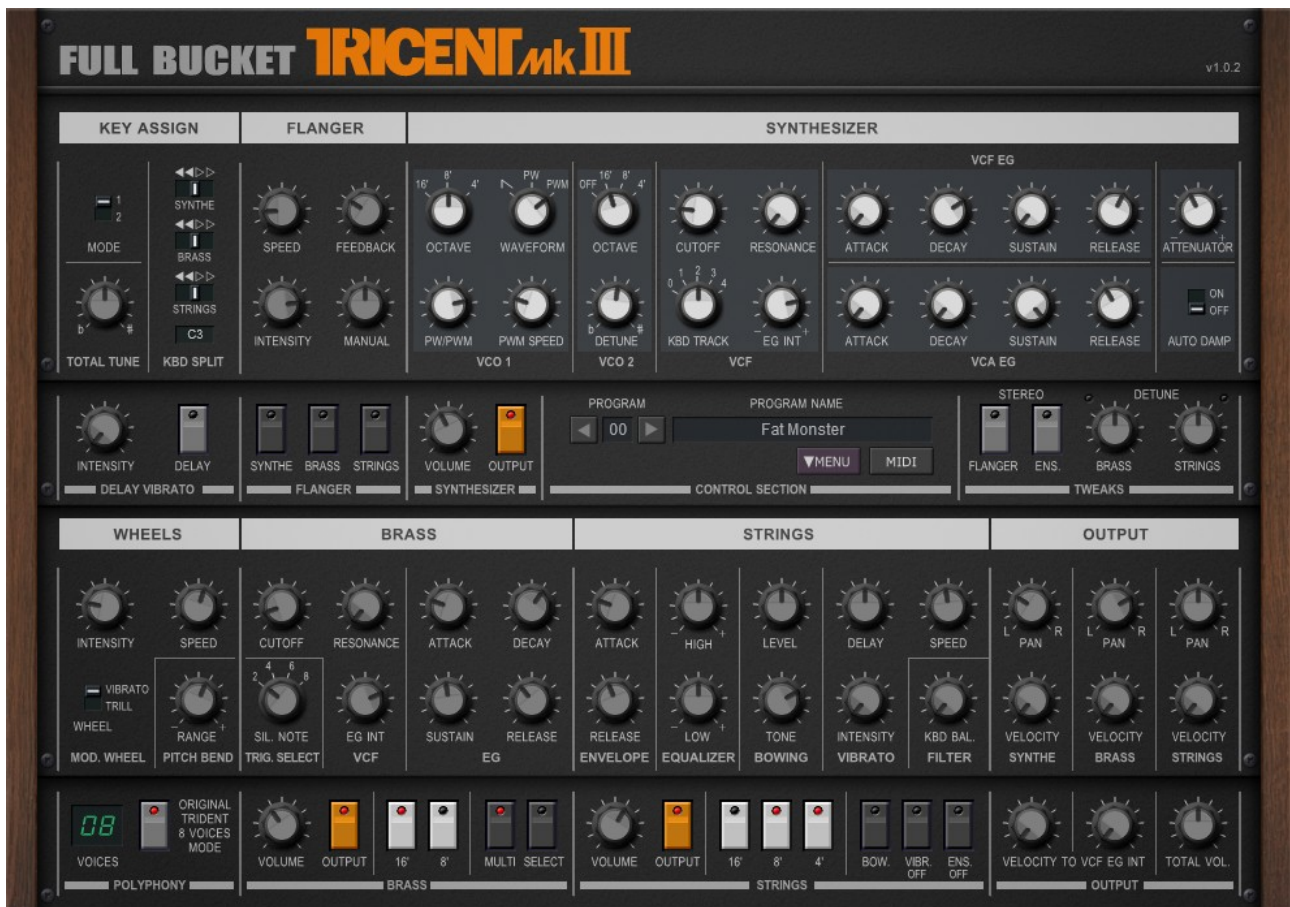 FULL BUCKET TRICENT mk III
v1.0.2
KEY ASSIGN FLANGER SYNTHESIZER
VCF EG
1
2
MODE
SYNTHE
BRASS
STRINGS
C3
b #
TOTAL TUNE KBD SPLIT
SPEED FEEDBACK
INTENSITY MANUAL
16' 8' 4'
PW PWM
OFF 16' 8' 4'
OCTAVE WAVEFORM OCTAVE CUTOFF RESONANCE ATTACK DECAY SUSTAIN RELEASE - + ATTENUATOR
0 1 2 3 4
b #
- +
ON
OFF
PW/PWM PWM SPEED DETUNE KBD TRACK EG INT ATTACK DECAY SUSTAIN RELEASE AUTO DAMP
VCO 1 VCO 2 VCF VCA EG
PROGRAM PROGRAM NAME STEREO DETUNE
00 Fat Monster
INTENSITY DELAY SYNTHE BRASS STRINGS VOLUME OUTPUT ▼MENU MIDI FLANGER ENS. BRASS STRINGS
DELAY VIBRATO FLANGER SYNTHESIZER CONTROL SECTION TWEAKS
WHEELS BRASS STRINGS OUTPUT
INTENSITY SPEED CUTOFF RESONANCE ATTACK DECAY ATTACK - HIGH + LEVEL DELAY SPEED L PAN R L PAN R L PAN R
VIBRATO
TRILL
WHEEL
2 4 6 8
- RANGE + SIL. NOTE EG INT SUSTAIN RELEASE RELEASE - LOW + TONE INTENSITY KBD BAL. VELOCITY VELOCITY VELOCITY
MOD. WHEEL PITCH BEND TRIG. SELECT VCF EG ENVELOPE EQUALIZER BOWING VIBRATO FILTER SYNTHE BRASS STRINGS
08
ORIGINAL
TRIDENT
8 VOICES
MODE
VOICES VOLUME OUTPUT 16' 8' MULTI SELECT VOLUME OUTPUT 16' 8' 4' BOW. VIBR. OFF ENS. OFF VELOCITY TO VCF EG INT TOTAL VOL.
POLYPHONY BRASS STRINGS OUTPUT